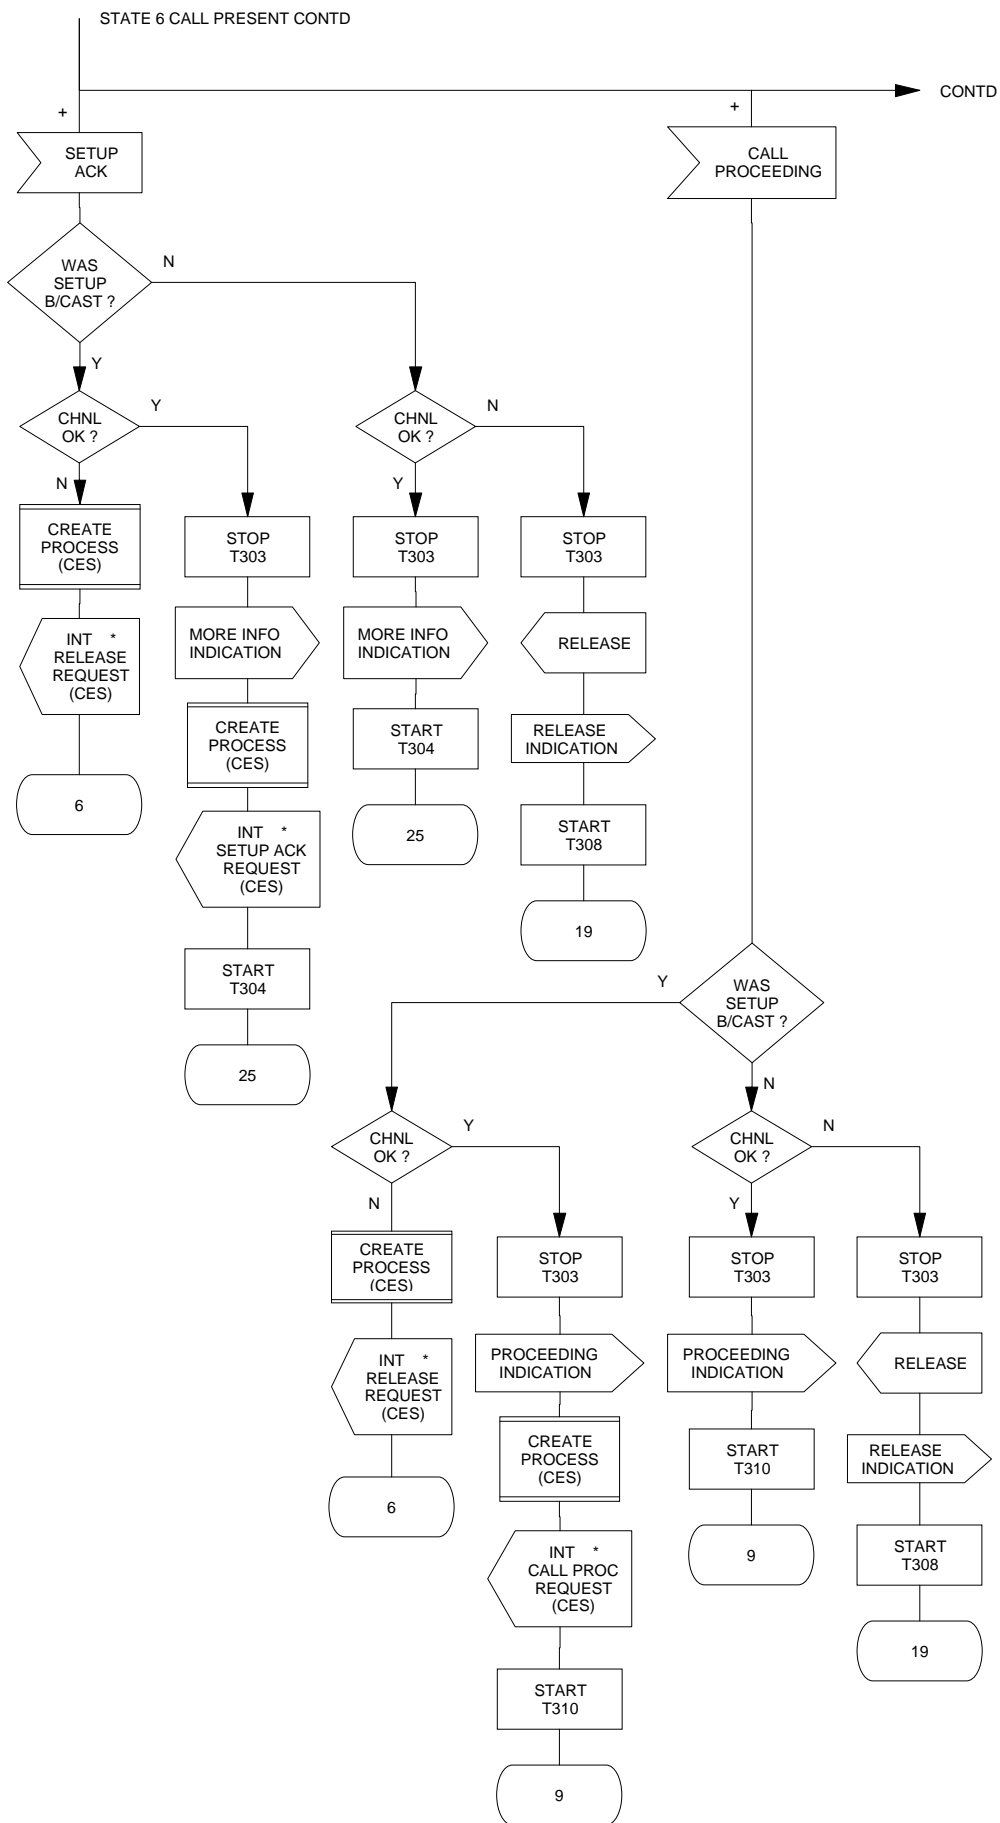 STATE 6 CALL PRESENT CONTD
CONTD
+
+
SETUP
ACK
CALL
PROCEEDING
WAS
SETUP
B/CAST ?
N
Y
CHNL
OK ?
Y
N
CHNL
OK ?
N
Y
CREATE
PROCESS
(CES)
STOP
T303
STOP
T303
STOP
T303
INT *
RELEASE
REQUEST
(CES)
MORE INFO
INDICATION
MORE INFO
INDICATION
RELEASE
CREATE
PROCESS
(CES)
START
T304
RELEASE
INDICATION
6
INT *
SETUP ACK
REQUEST
(CES)
25
START
T308
19
START
T304
25
WAS
SETUP
B/CAST ?
Y
N
CHNL
OK ?
Y
N
CHNL
OK ?
N
Y
CREATE
PROCESS
(CES)
STOP
T303
STOP
T303
STOP
T303
INT *
RELEASE
REQUEST
(CES)
PROCEEDING
INDICATION
PROCEEDING
INDICATION
RELEASE
CREATE
PROCESS
(CES)
START
T310
RELEASE
INDICATION
6
INT *
CALL PROC
REQUEST
(CES)
9
START
T308
19
START
T310
9